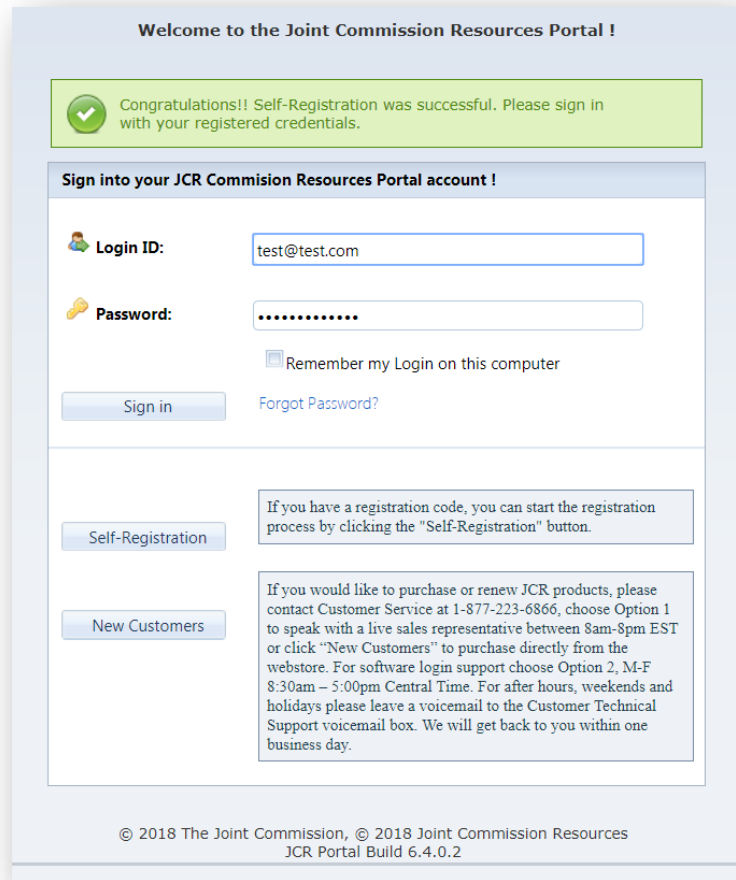 Welcome to the Joint Commission Resources Portal !
Congratulations!! Self-Registration was successful. Please sign in
with your registered credentials.
Sign into your JCR Commision Resources Portal account !
Login ID:
test@test.com
Password:
•••••••••••••
Remember my Login on this computer
Sign in
Forgot Password?
Self-Registration
If you have a registration code, you can start the registration
process by clicking the "Self-Registration" button.
New Customers
If you would like to purchase or renew JCR products, please
contact Customer Service at 1-877-223-6866, choose Option 1
to speak with a live sales representative between 8am-8pm EST
or click “New Customers” to purchase directly from the
webstore. For software login support choose Option 2, M-F
8:30am – 5:00pm Central Time. For after hours, weekends and
holidays please leave a voicemail to the Customer Technical
Support voicemail box. We will get back to you within one
business day.
© 2018 The Joint Commission, © 2018 Joint Commission Resources
JCR Portal Build 6.4.0.2